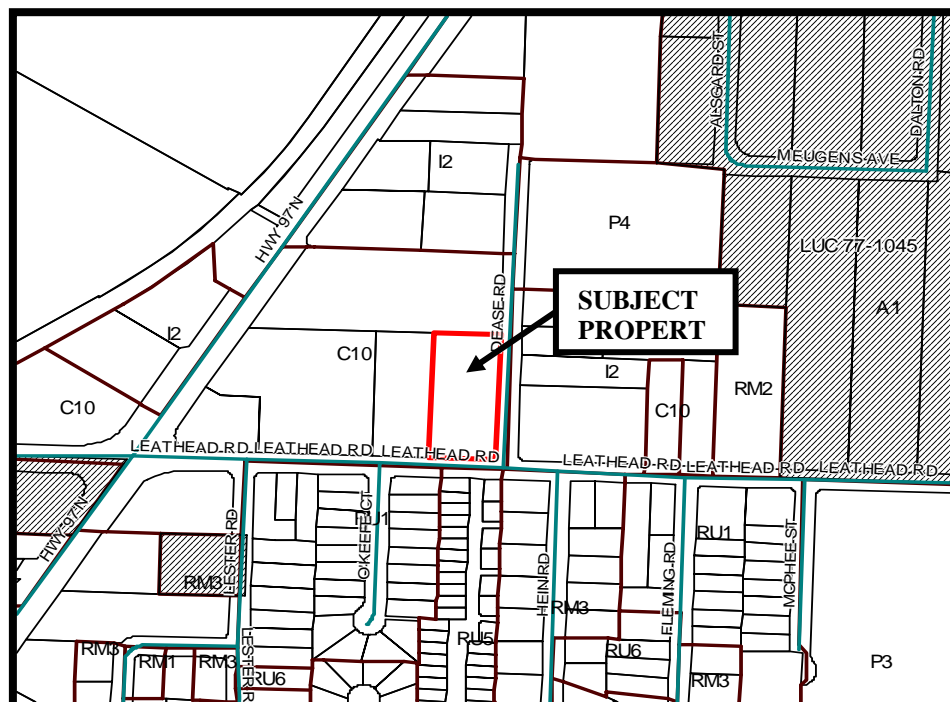 ALSGARD ST
DALTON RD
MEUGENS AVE
I2
HWY 97 N
P4
LUC 77-1045
DEASE RD
SUBJECT
PROPERT
A1
I2
C10
I2
RM2
C10
C10
LEATHEAD RD LEATHEAD RD LEATHEAD RD
LEATHEAD RD LEATHEAD RD LEATHEAD RD
HWY 97 N
LESTER RD
O'KEEFE CT
RU1
RU1
HEIN RD
FLEMING RD
MCPHEE ST
RM3
RM3
RU5
RU6
RM3
RM1
RM3
LESTER R
RU6
RM3
P3